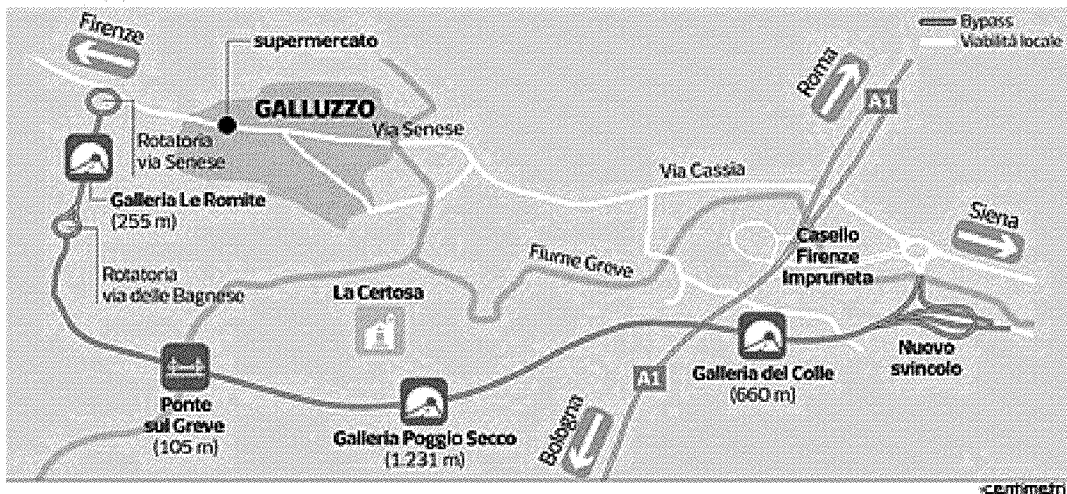 Firenze
supermercato
Bypass
Viabilità locale
Roma
A1
GALLUZZO
Via Senese
Rotatoria
via Senese
Via Cassia
Galleria Le Romite
(255 m)
Siena
Casello
Firenze
Impruneta
Fiume Greve
Rotatoria
via delle Bagnese
La Certosa
Nuovo
svincolo
Galleria del Colle
(660 m)
A1
Ponte
sul Greve
(105 m)
Galleria Poggio Secco
(1.231 m)
Bologna
centimetri